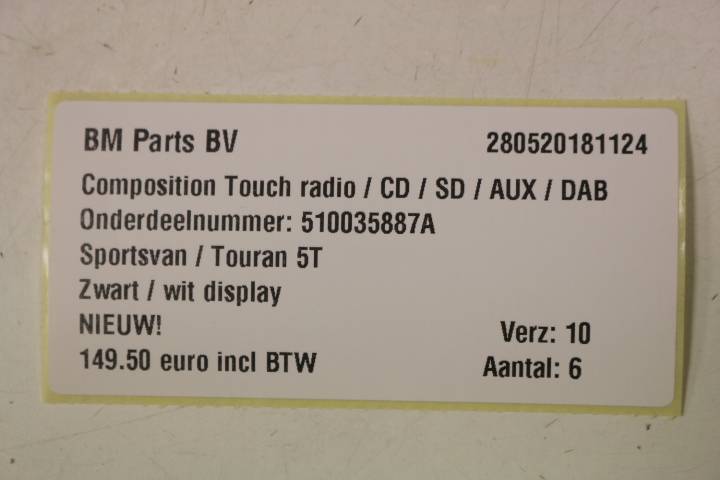 BM Parts BV 280520181124
Composition Touch radio / CD / SD / AUX / DAB
Onderdeelnummer: 510035887A
Sportsvan / Touran 5T
Zwart / wit display
NIEUW! Verz: 10
149.50 euro incl BTW Aantal: 6